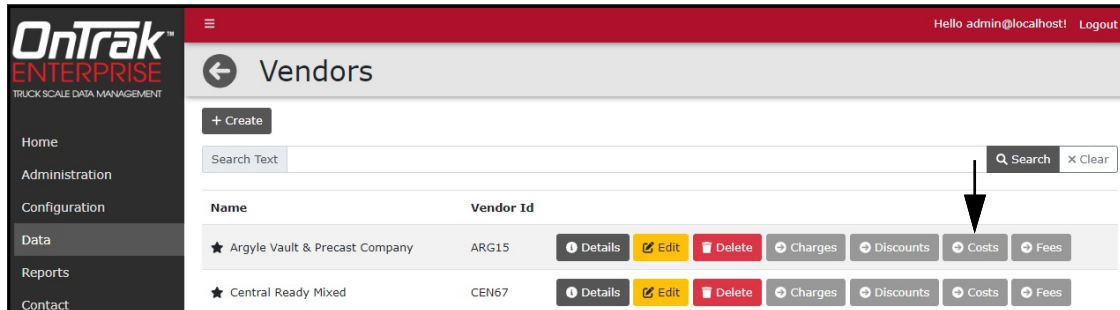 OnTrak™
ENTERPRISE
TRUCK SCALE DATA MANAGEMENT
Hello admin@localhost! Logout
Vendors
+ Create
Search Text Search × Clear
Home
Administration
Configuration
Data
Reports
Contact
Name Vendor Id
Argyle Vault & Precast Company ARG15 Details Edit Delete Charges Discounts Costs Fees
Central Ready Mixed CEN67 Details Edit Delete Charges Discounts Costs Fees